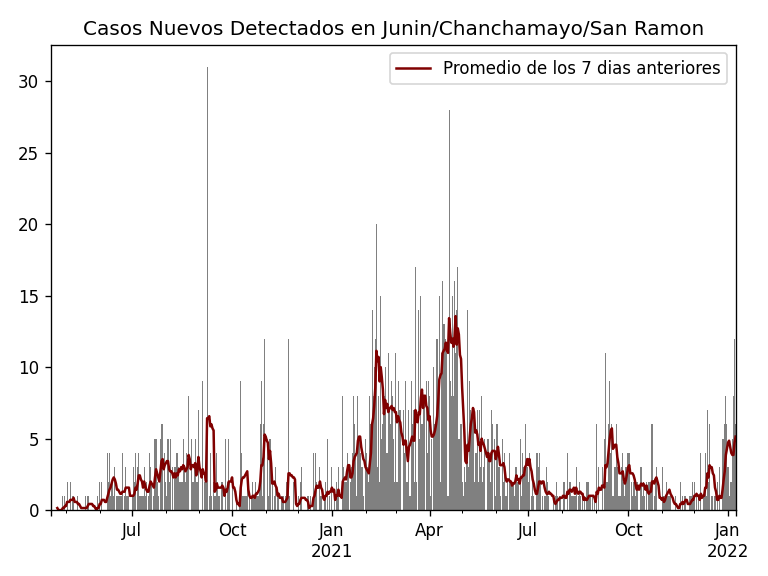 Casos Nuevos Detectados en Junin/Chanchamayo/San Ramon
Promedio de los 7 dias anteriores
30
25
20
15
10
5
0
Jul
Oct
Jan
2021
Apr
Jul
Oct
Jan
2022